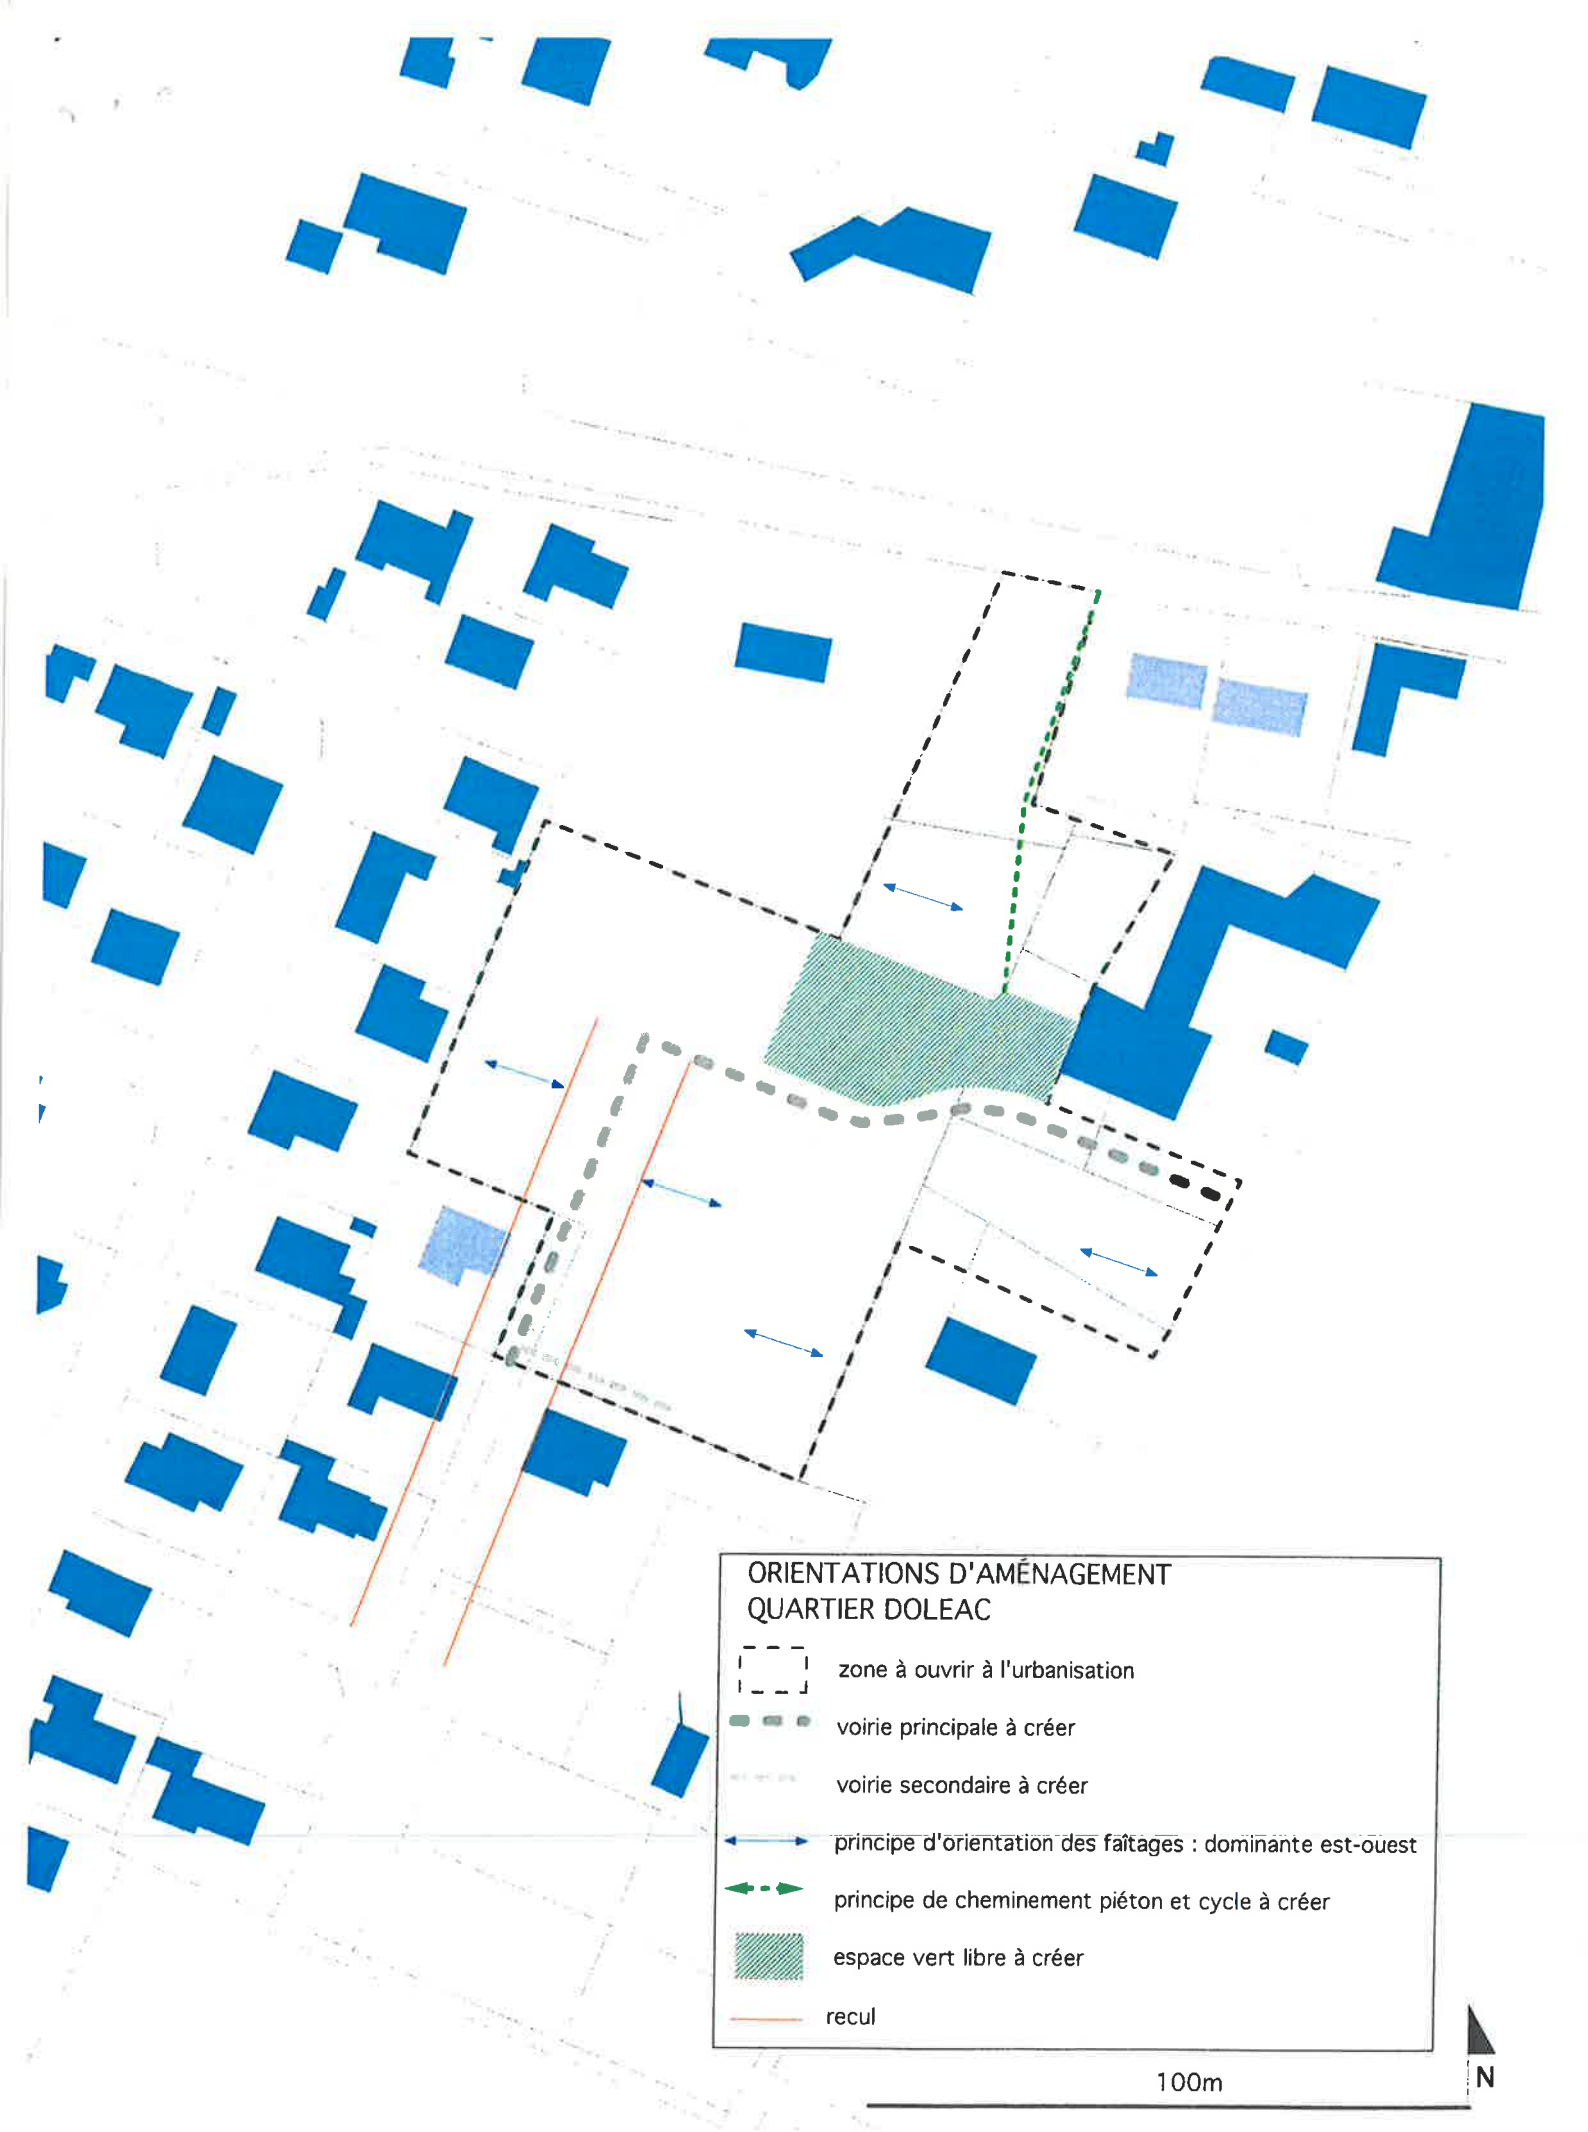 ORIENTATIONS D'AMÉNAGEMENT
QUARTIER DOLEAC
zone à ouvrir à l'urbanisation
voirie principale à créer
voirie secondaire à créer
principe d'orientation des faîtages : dominante est-ouest
principe de cheminement piéton et cycle à créer
espace vert libre à créer
recul
100m
N